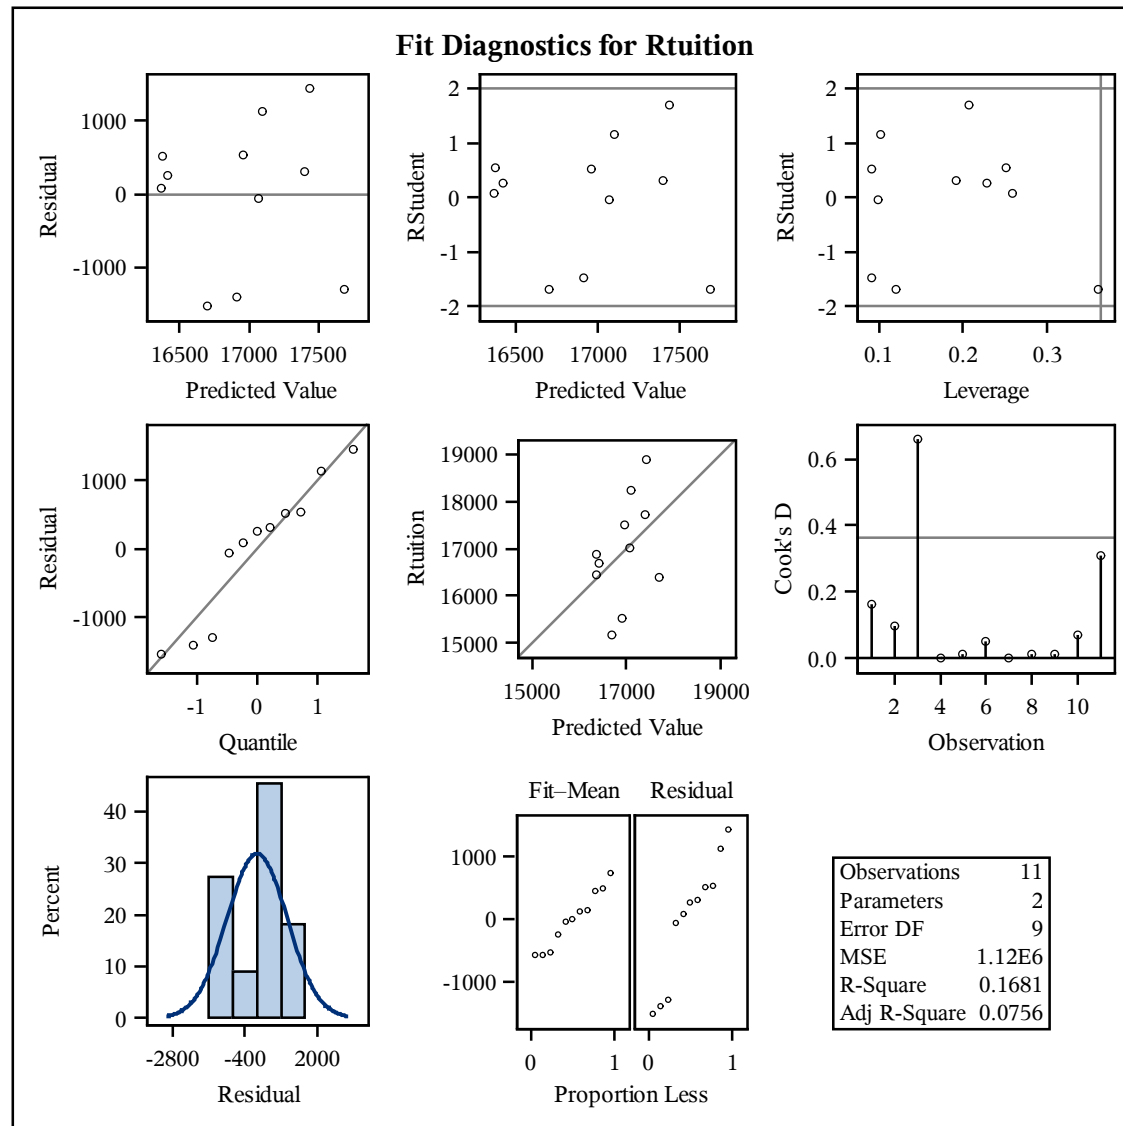 Fit Diagnostics for Rtuition
Residual
1000
0
-1000
16500 17000 17500
Predicted Value
RStudent
2
1
0
-1
-2
16500 17000 17500
Predicted Value
RStudent
2
1
0
-1
-2
0.1 0.2 0.3
Leverage
Residual
1000
0
-1000
-1 0 1
Quantile
Rtuition
19000
18000
17000
16000
15000
15000 17000 19000
Predicted Value
Cook's D
0.6
0.4
0.2
0.0
2 4 6 8 10
Observation
Percent
40
30
20
10
0
-2800 -400 2000
Residual
Fit–Mean Residual
1000
0
-1000
0 1 0 1
Proportion Less
Observations 11
Parameters 2
Error DF 9
MSE 1.12E6
R-Square 0.1681
Adj R-Square 0.0756